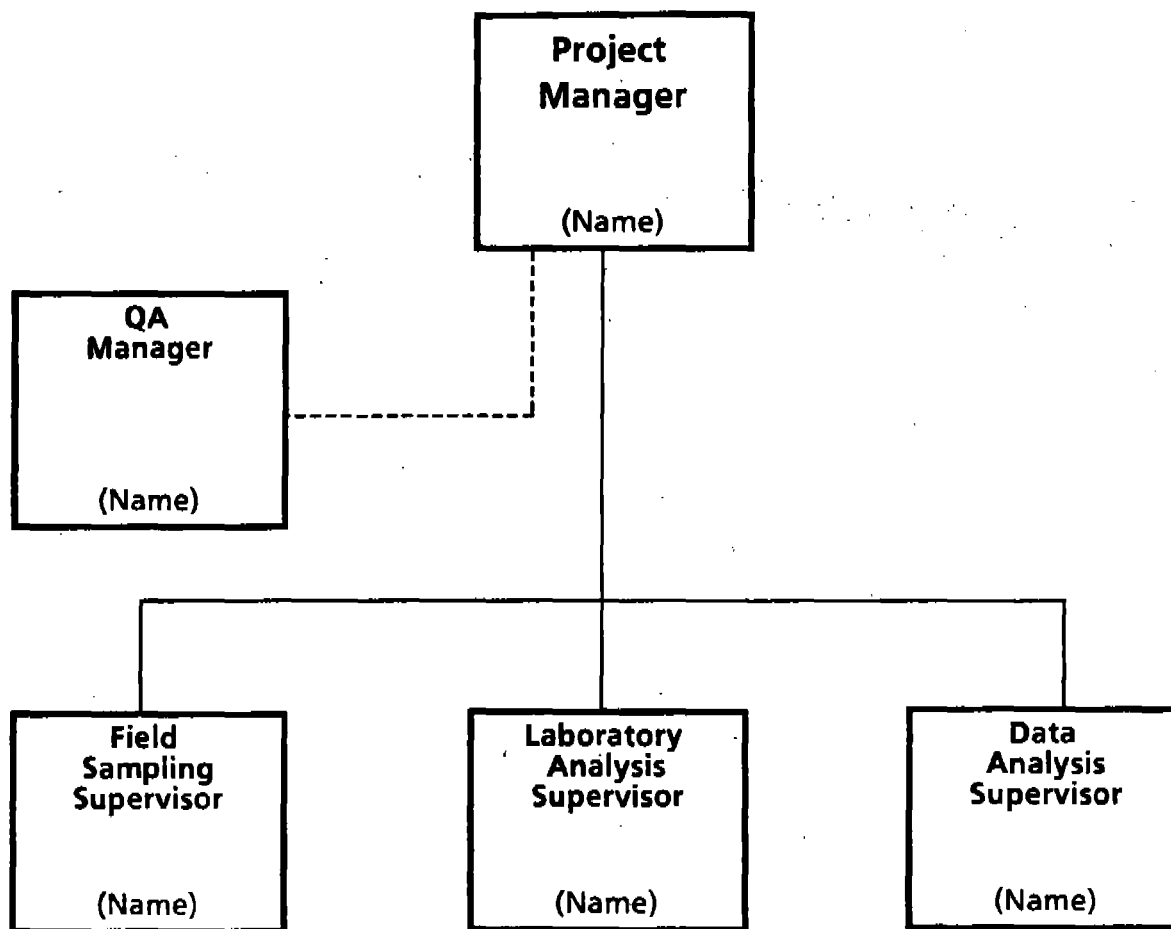 Project
Manager
(Name)
QA
Manager
(Name)
Field
Sampling
Supervisor
(Name)
Laboratory
Analysis
Supervisor
(Name)
Data
Analysis
Supervisor
(Name)